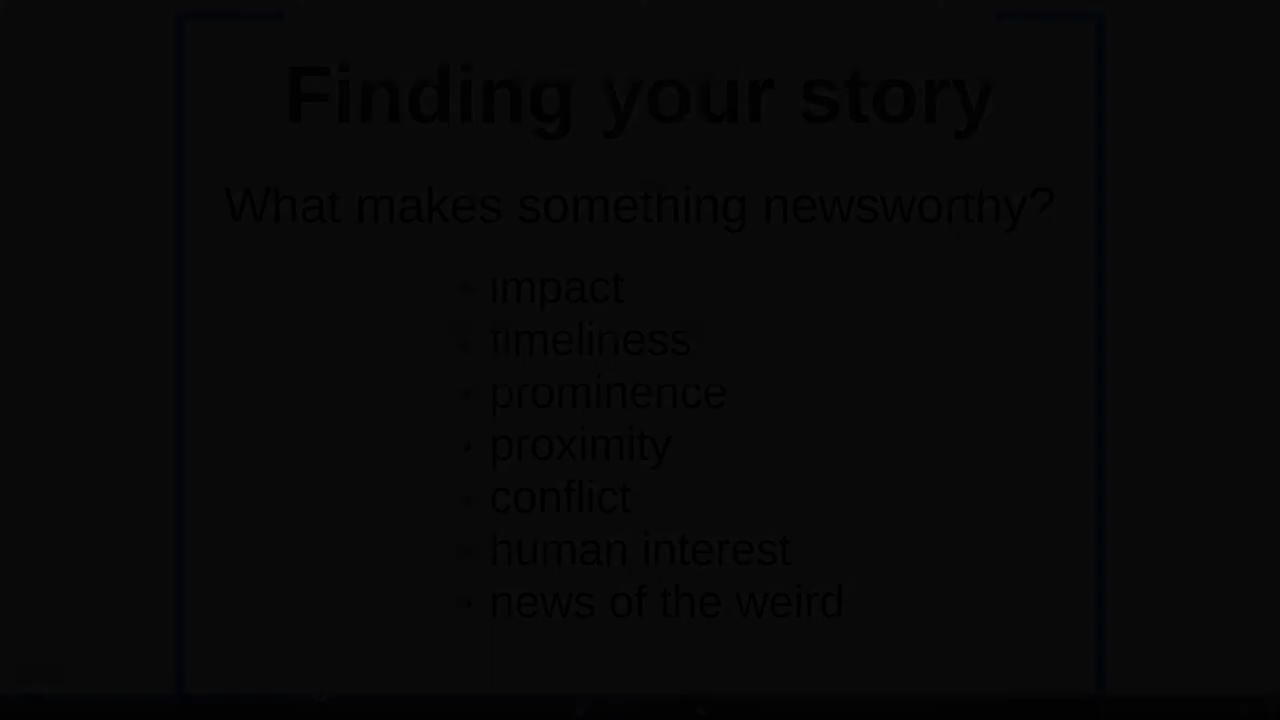 Finding your story
What makes something newsworthy?
• impact
• timeliness
• prominence
• proximity
• conflict
• human interest
• news of the weird